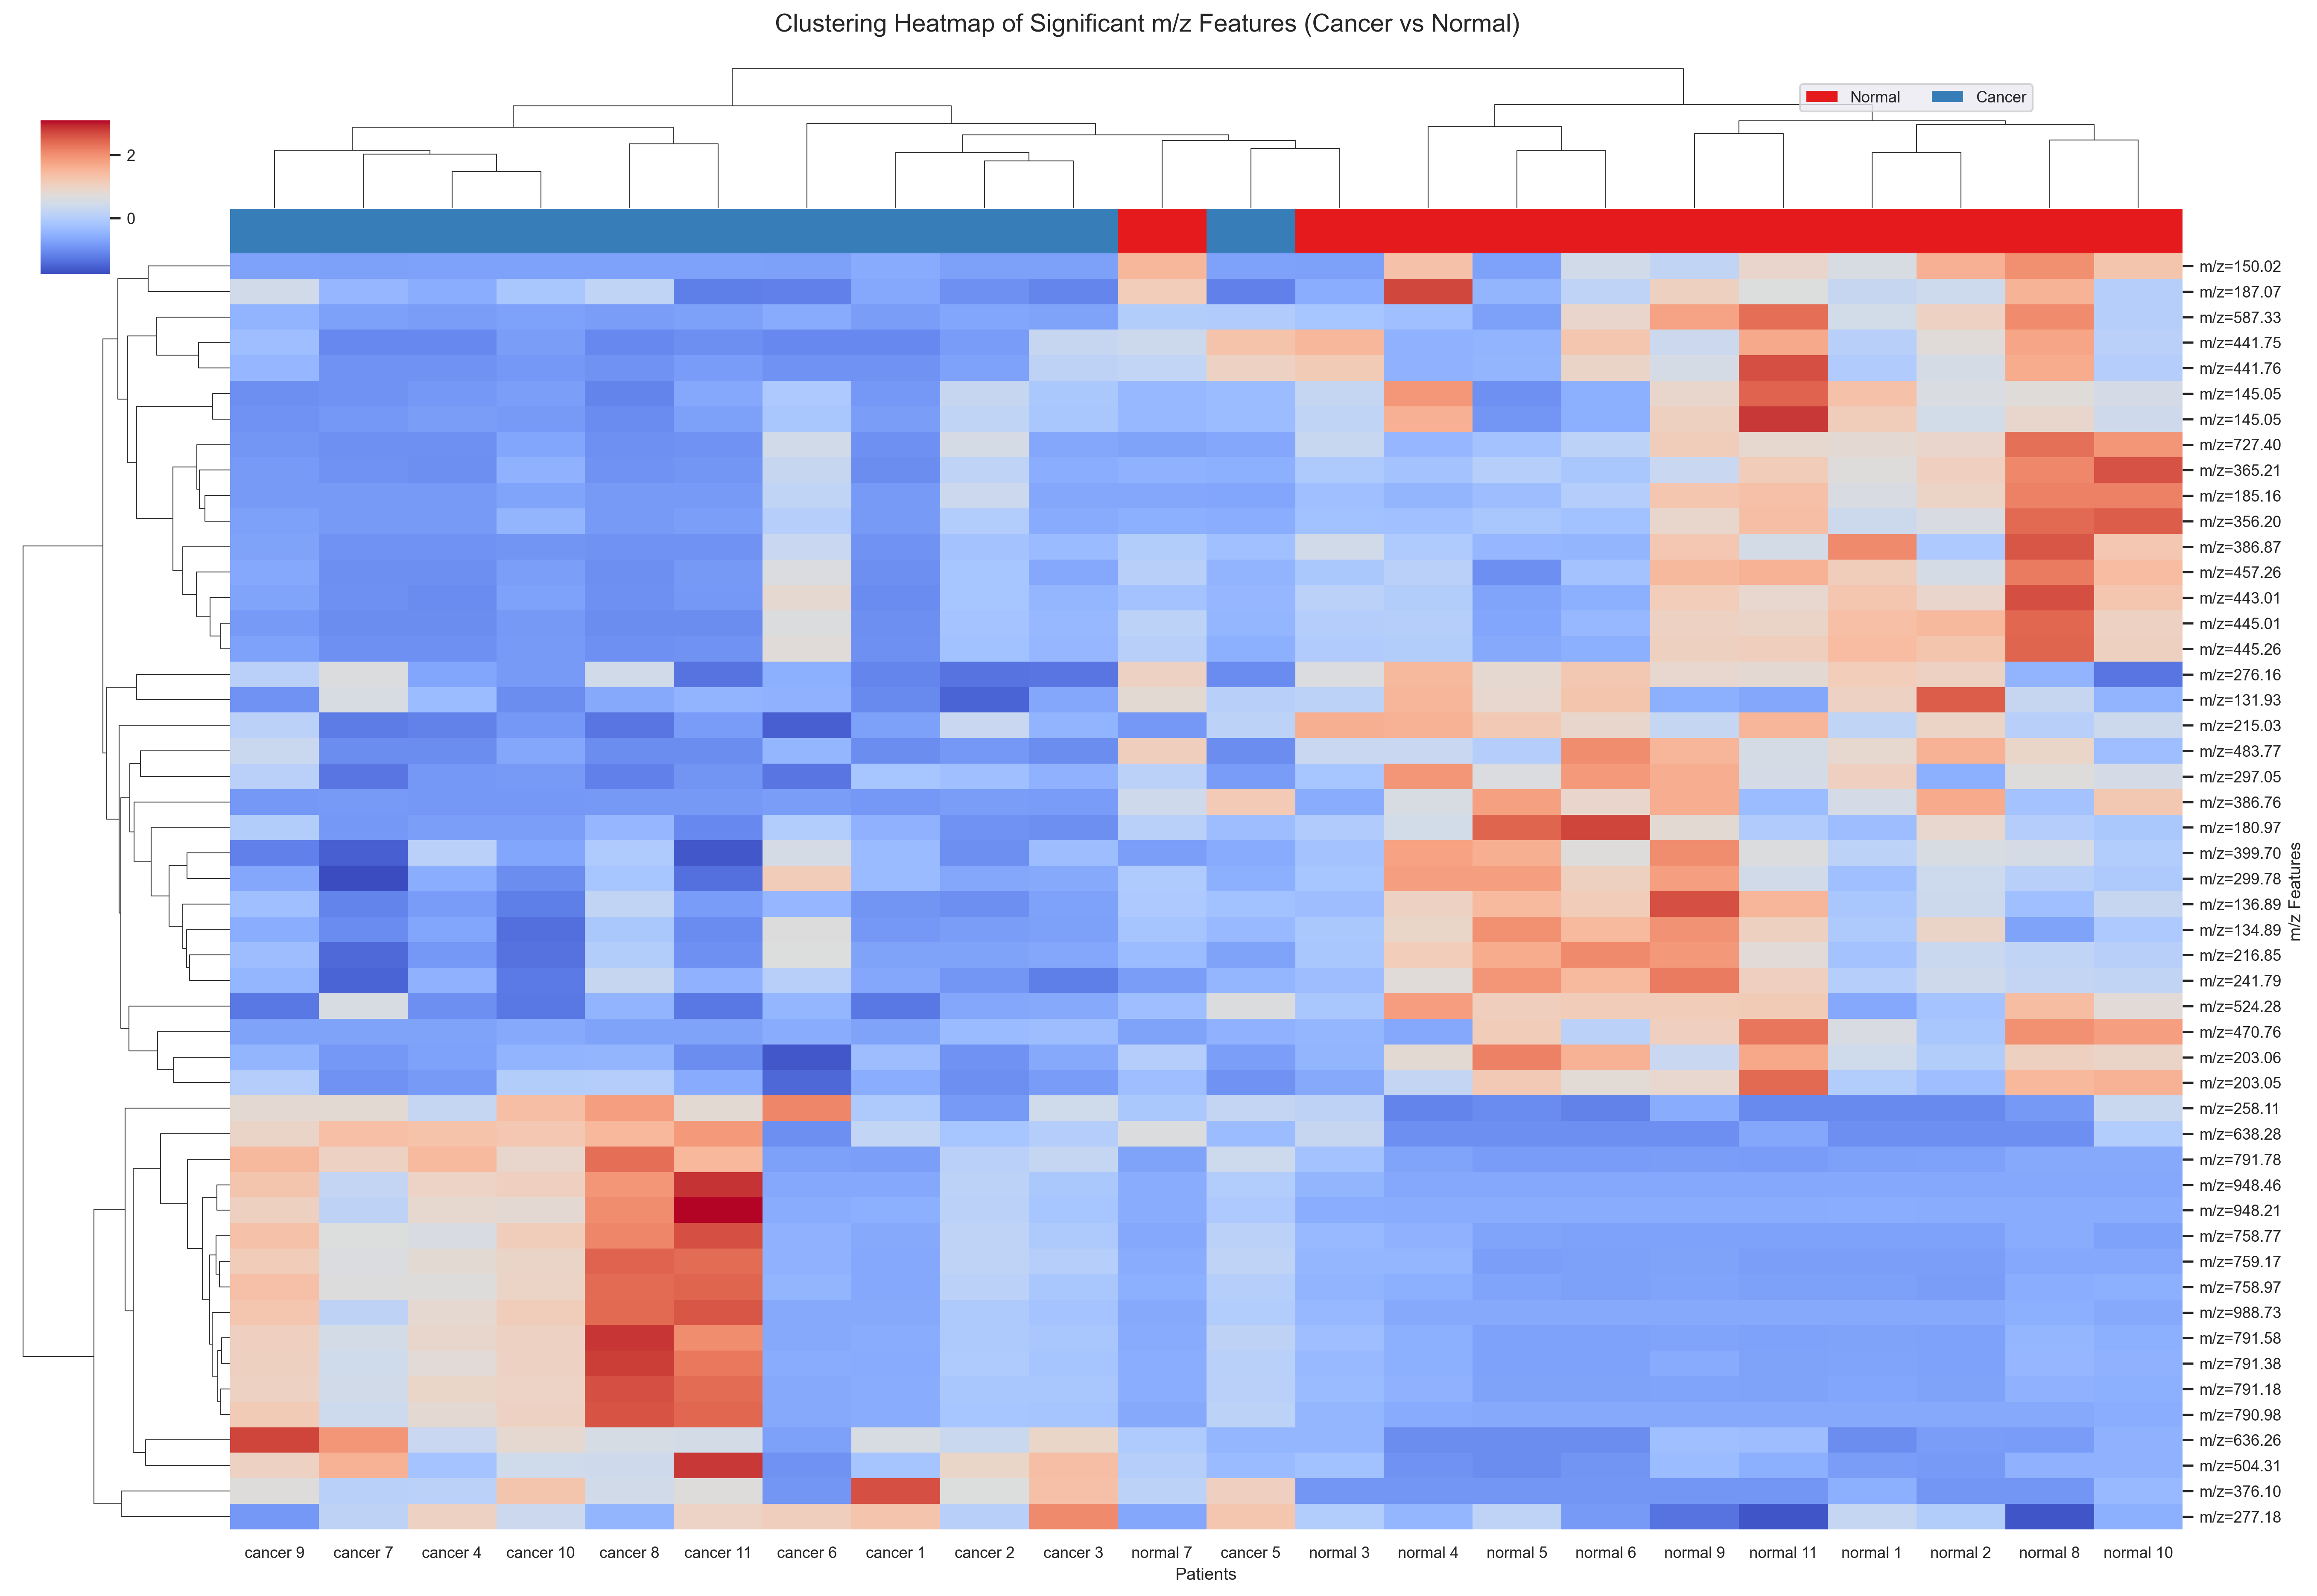 Clustering Heatmap of Significant m/z Features (Cancer vs Normal)
Normal Cancer
2
0
m/z=150.02
m/z=187.07
m/z=587.33
m/z=441.75
m/z=441.76
m/z=145.05
m/z=145.05
m/z=727.40
m/z=365.21
m/z=185.16
m/z=356.20
m/z=386.87
m/z=457.26
m/z=443.01
m/z=445.01
m/z=445.26
m/z=276.16
m/z=131.93
m/z=215.03
m/z=483.77
m/z=297.05
m/z=386.76
m/z=180.97
m/z=399.70
m/z=299.78
m/z=136.89
m/z=134.89
m/z=216.85
m/z=241.79
m/z=524.28
m/z=470.76
m/z=203.06
m/z=203.05
m/z=258.11
m/z=638.28
m/z=791.78
m/z=948.46
m/z=948.21
m/z=758.77
m/z=759.17
m/z=758.97
m/z=988.73
m/z=791.58
m/z=791.38
m/z=791.18
m/z=790.98
m/z=636.26
m/z=504.31
m/z=376.10
m/z=277.18
m/z Features
cancer 9 cancer 7 cancer 4 cancer 10 cancer 8 cancer 11 cancer 6 cancer 1 cancer 2 cancer 3 normal 7 cancer 5 normal 3 normal 4 normal 5 normal 6 normal 9 normal 11 normal 1 normal 2 normal 8 normal 10
Patients